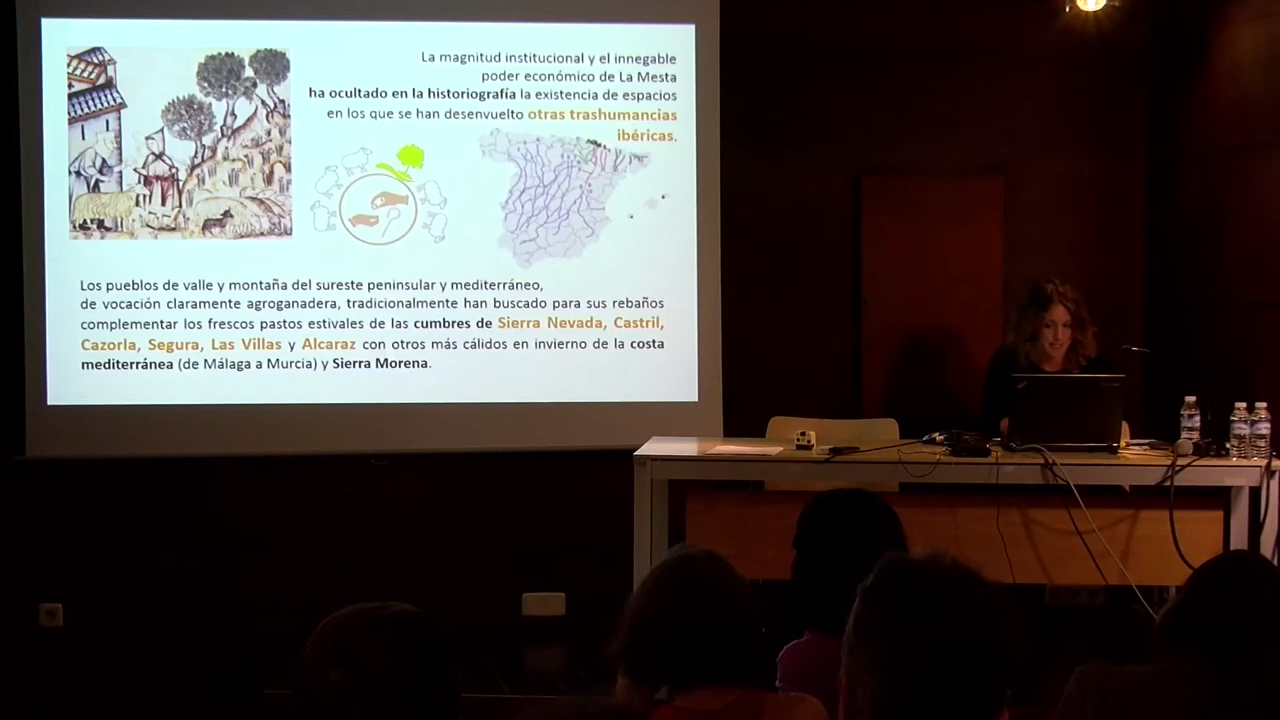 La magnitud institucional y el innegable
poder económico de La Mesta
ha ocultado en la historiografía la existencia de espacios
en los que se han desenvuelto otras trashumancias
ibéricas.
Los pueblos de valle y montaña del sureste peninsular y mediterráneo,
de vocación claramente agroganadera, tradicionalmente han buscado para sus rebaños
complementar los frescos pastos estivales de las cumbres de Sierra Nevada, Castril,
Cazorla, Segura, Las Villas y Alcaraz con otros más cálidos en invierno de la costa
mediterránea (de Málaga a Murcia) y Sierra Morena.